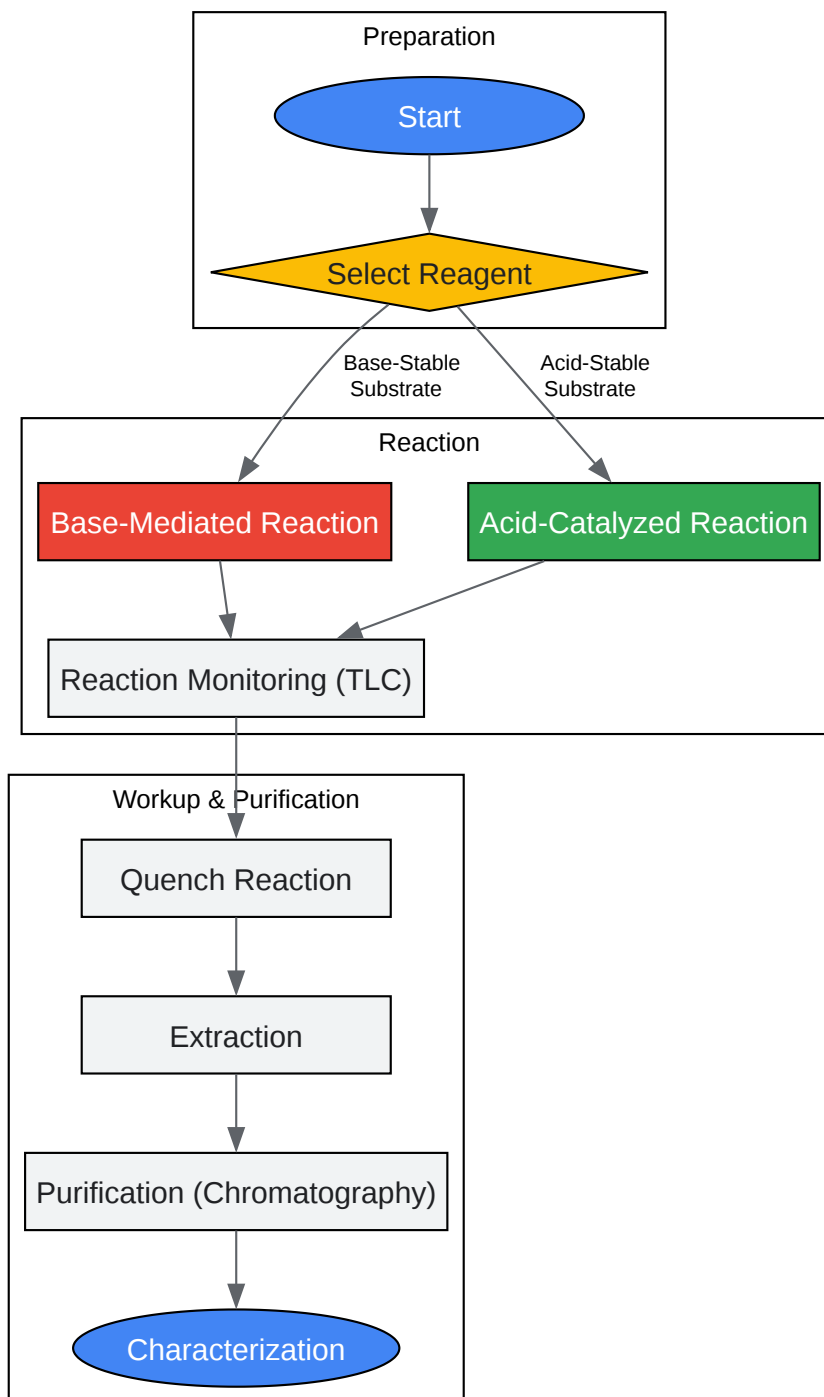 Preparation
Start
Select Reagent
Base-Stable
Substrate
Acid-Stable
Substrate
Reaction
Base-Mediated Reaction
Acid-Catalyzed Reaction
Reaction Monitoring (TLC)
Workup & Purification
Quench Reaction
Extraction
Purification (Chromatography)
Characterization